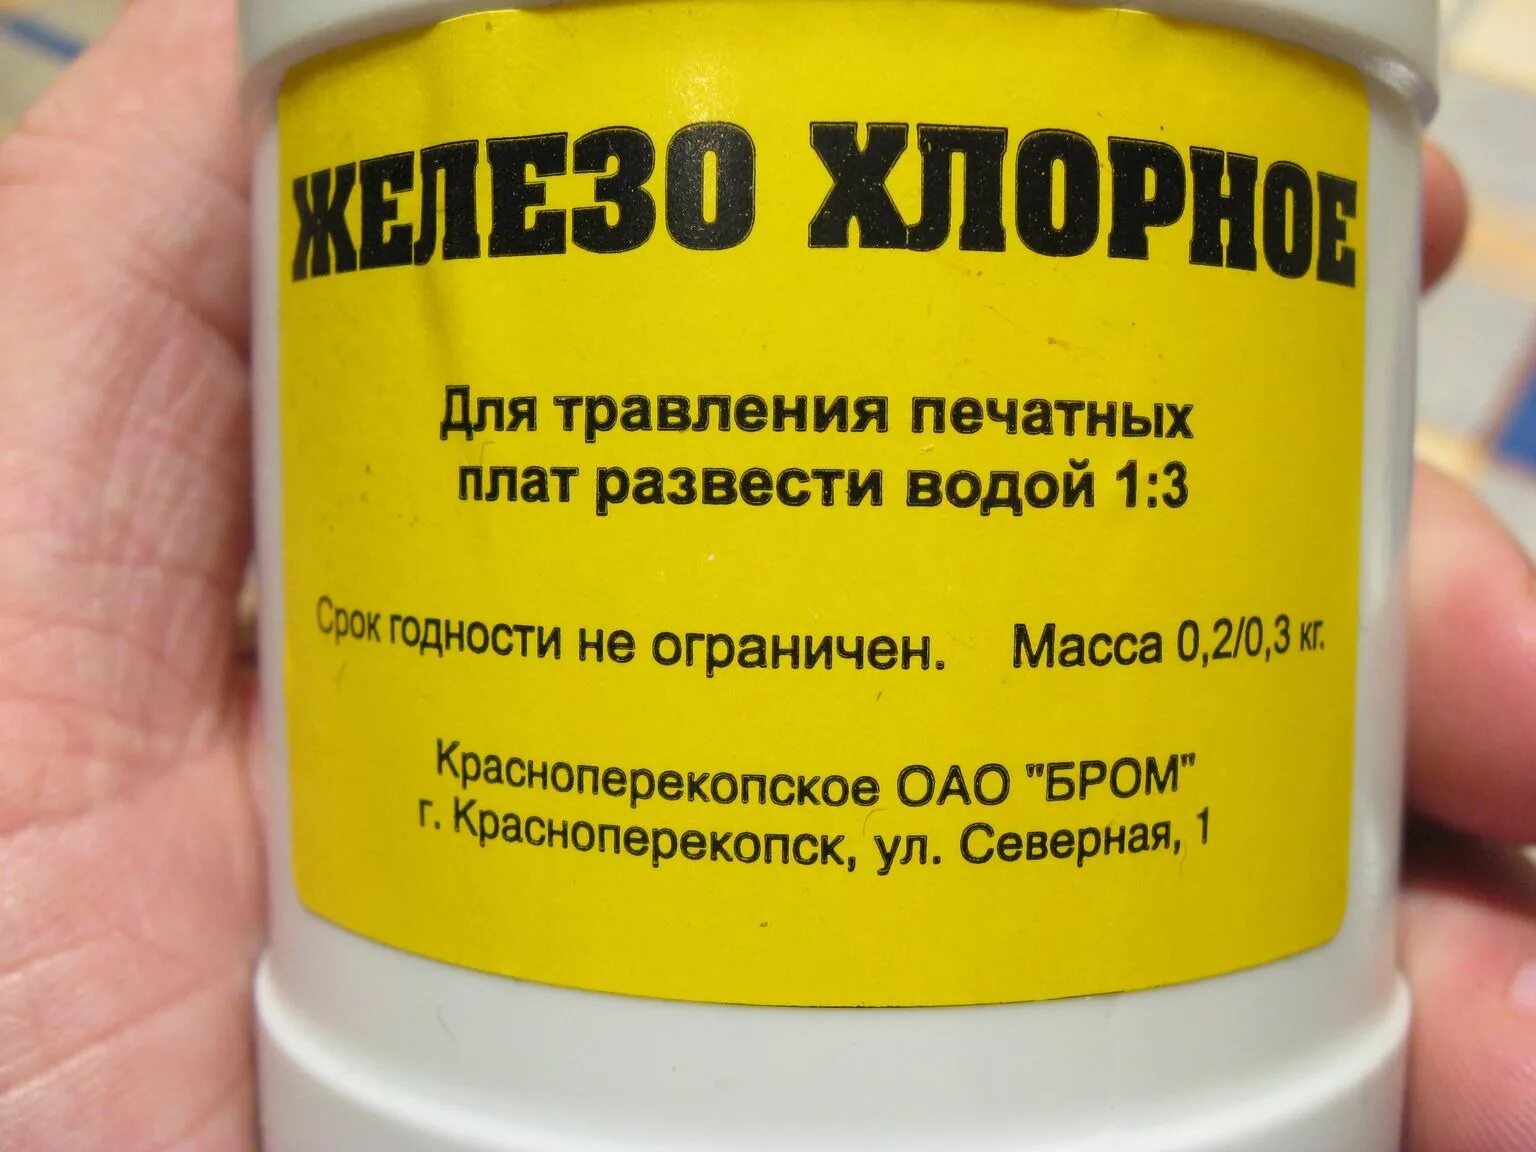 ЖЕЛЕЗО ХЛОРНОЕ
Для травления печатных
плат развести водой 1:3
Срок годности не ограничен. Масса 0,2/0,3 кг.
Красноперекопское ОАО "БРОМ"
г. Красноперекопск, ул. Северная, 1